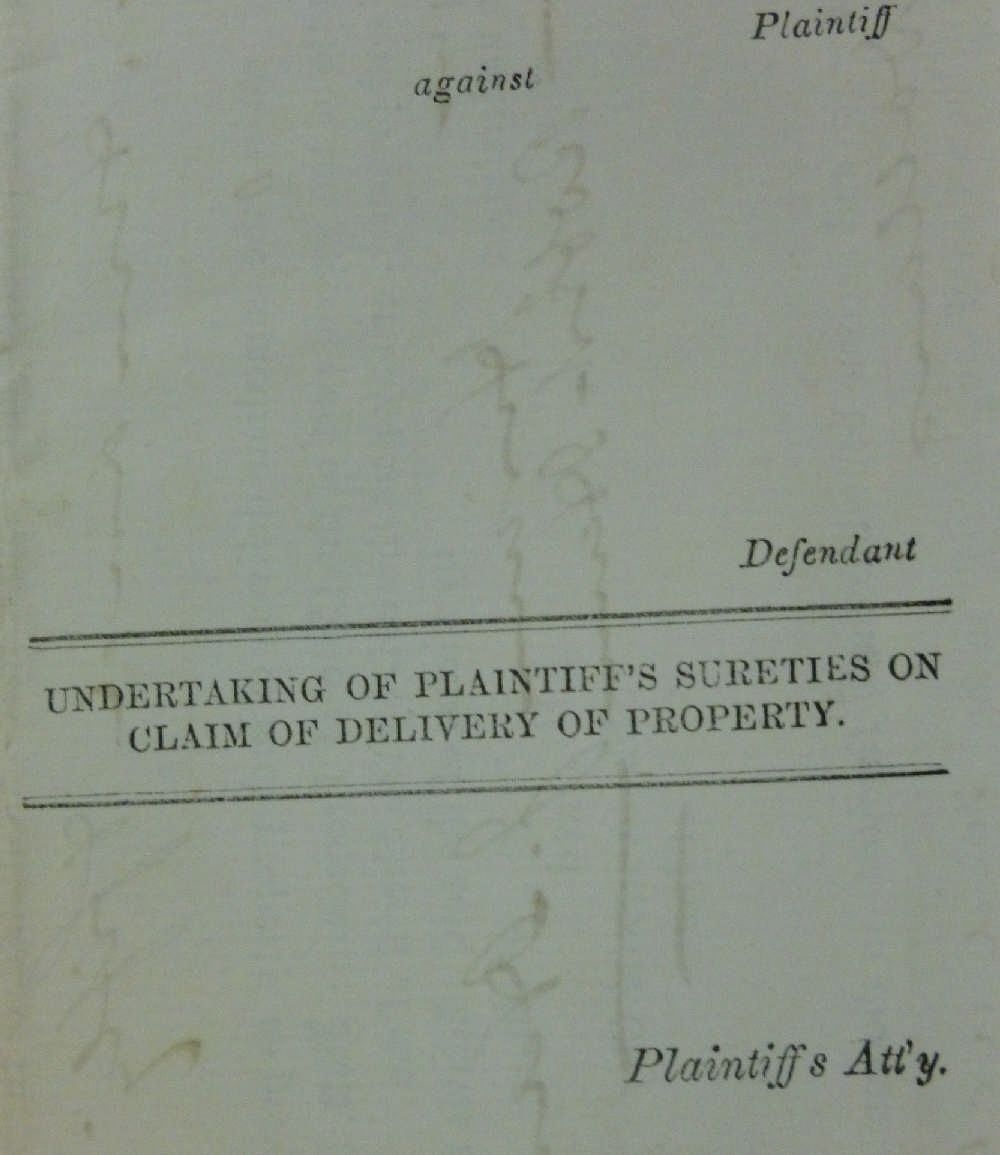 Plaintiff
against
Defendant
UNDERTAKING OF PLAINTIFF'S SURETIES ON
CLAIM OF DELIVERY OF PROPERTY.
Plaintiff's Att'y.